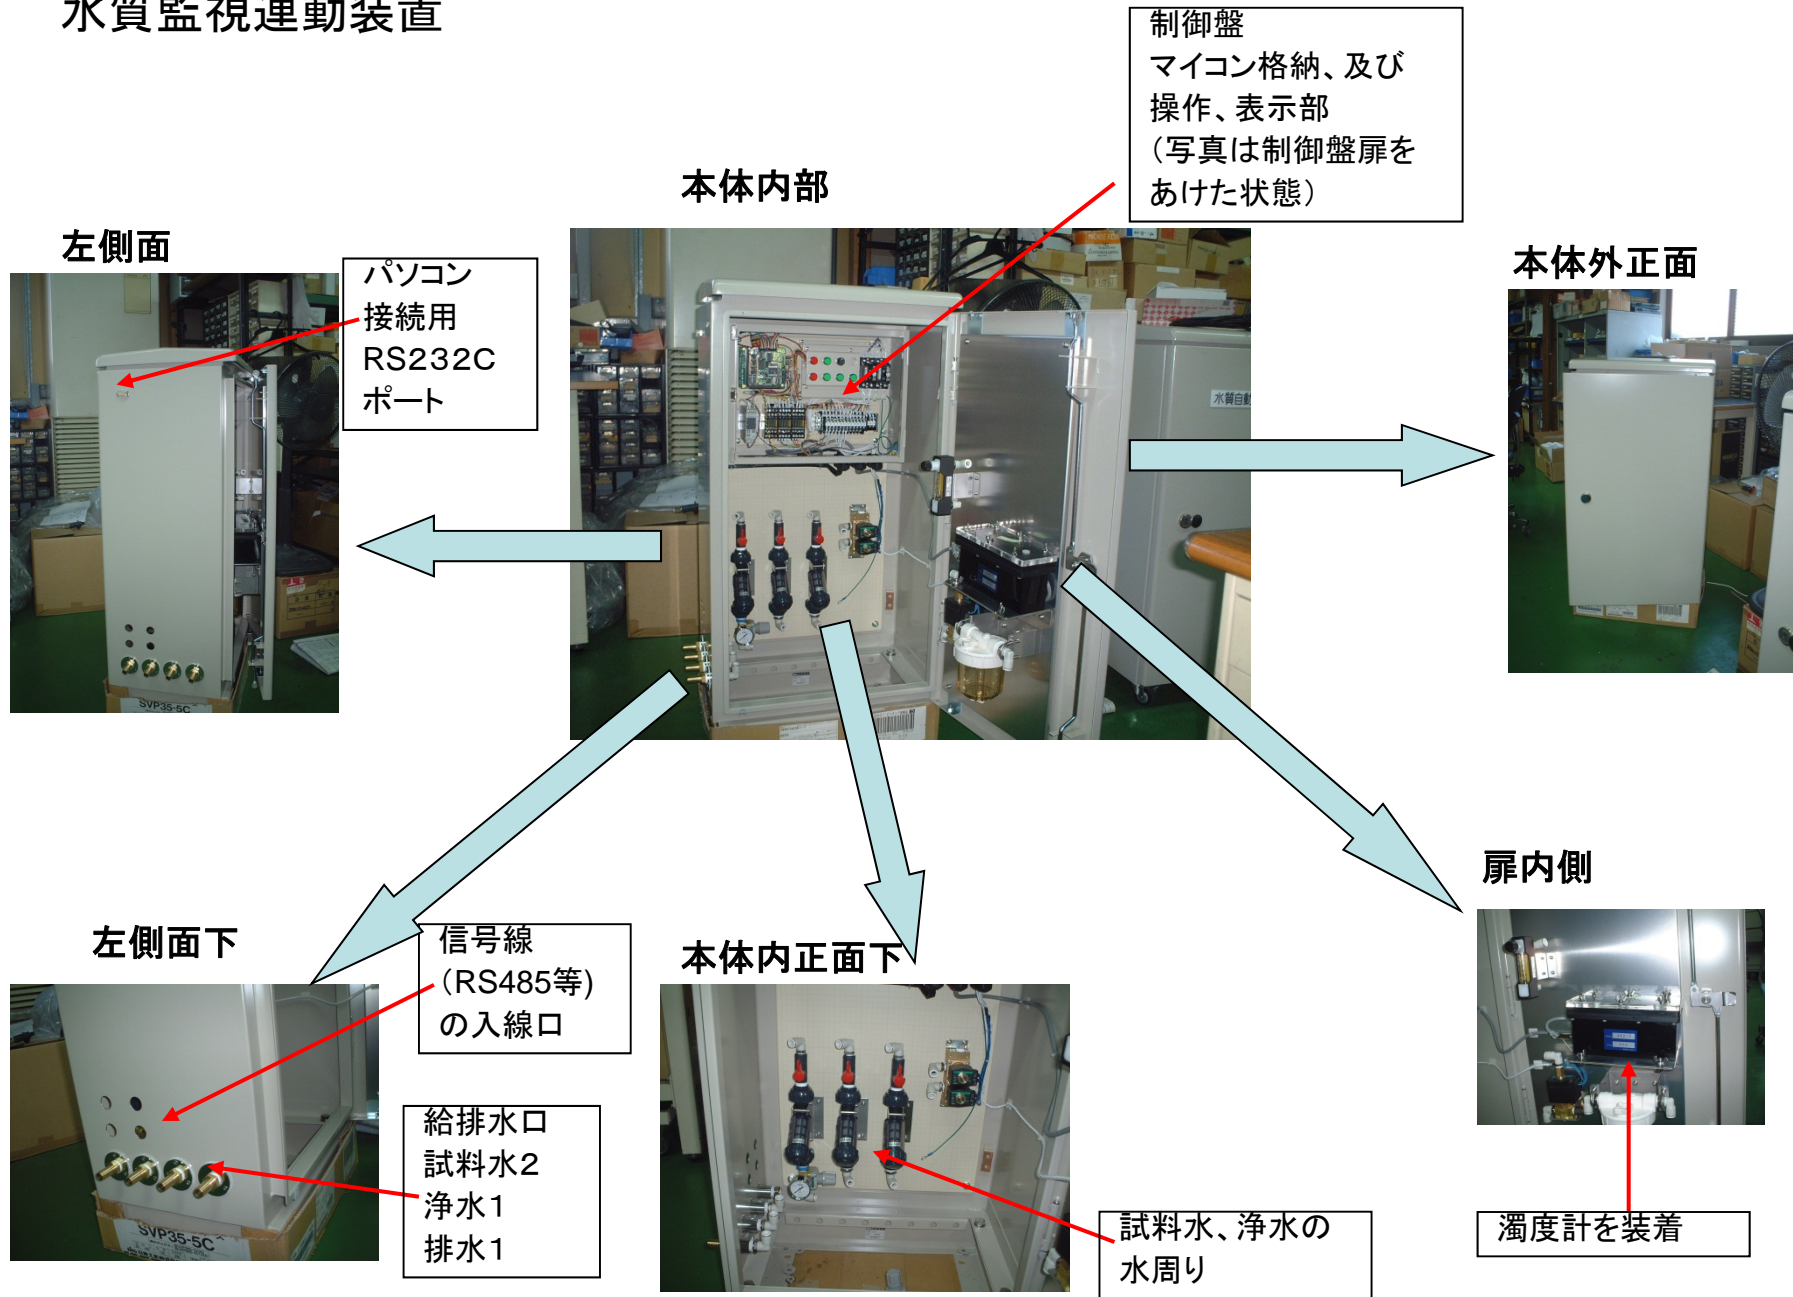 水質監視連動装置
制御盤
マイコン格納、及び
操作、表示部
（写真は制御盤扉を
あけた状態）
本体内部
左側面
パソコン
接続用
RS232C
ポート
本体外正面
水質自動
SVP35-5C
扉内側
左側面下
信号線
（RS485等)
の入線口
本体内正面下
給排水口
試料水2
浄水1
排水1
SVP35-5C
試料水、浄水の
水周り
濁度計を装着